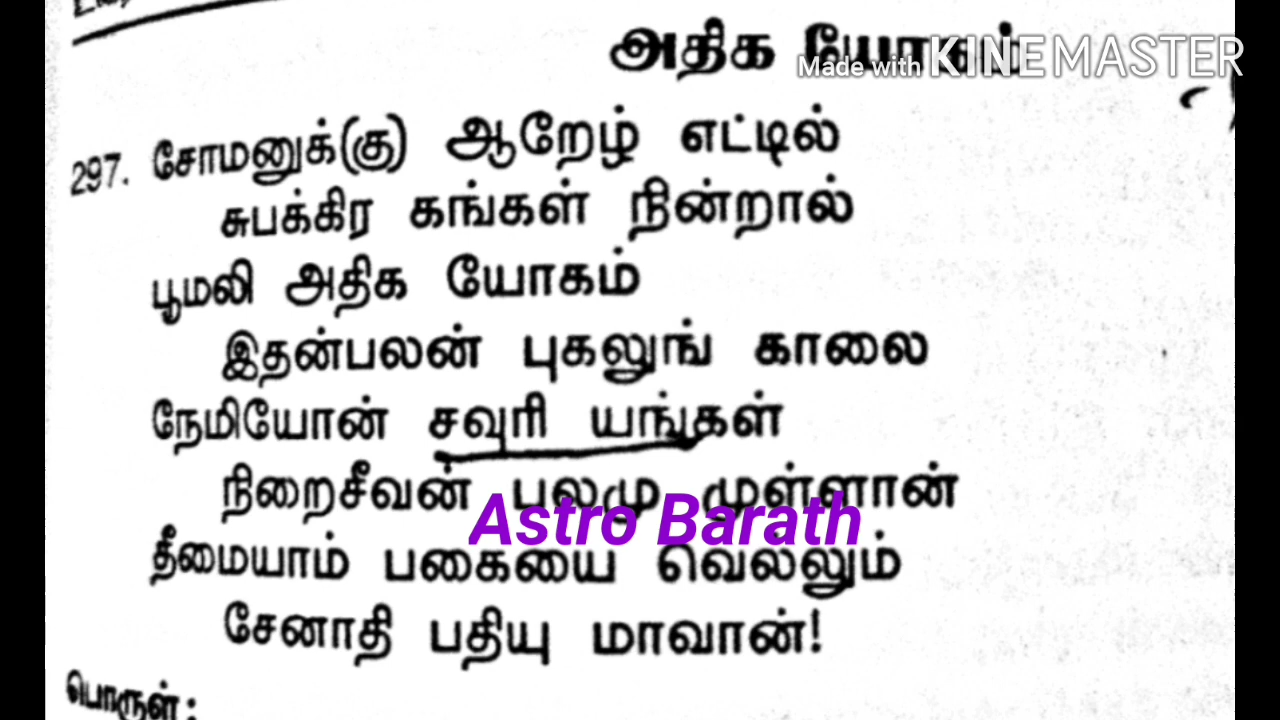 அதிக யோகம்
Made with KINEMASTER
297. சோமனுக்(கு) ஆறேழ் எட்டில்
சுபக்கிர கங்கள் நின்றால்
பூமலி அதிக யோகம்
இதன்பலன் புகலுங் காலை
நேமியோன் சவுரி யங்கள்
நிறைசீவன் பலமு முள்ளான்
Astro Barath
தீமையாம் பகையை வெல்லும்
சேனாதி பதியு மாவான்!
பொருள்: